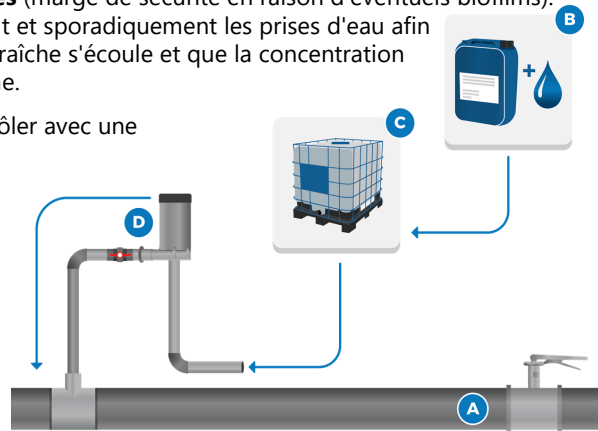 es (marge de sécurité en raison d'éventuels biofilms).
t et sporadiquement les prises d'eau afin
raîche s'écoule et que la concentration
e.
ôler avec une
B
+
C
D
A